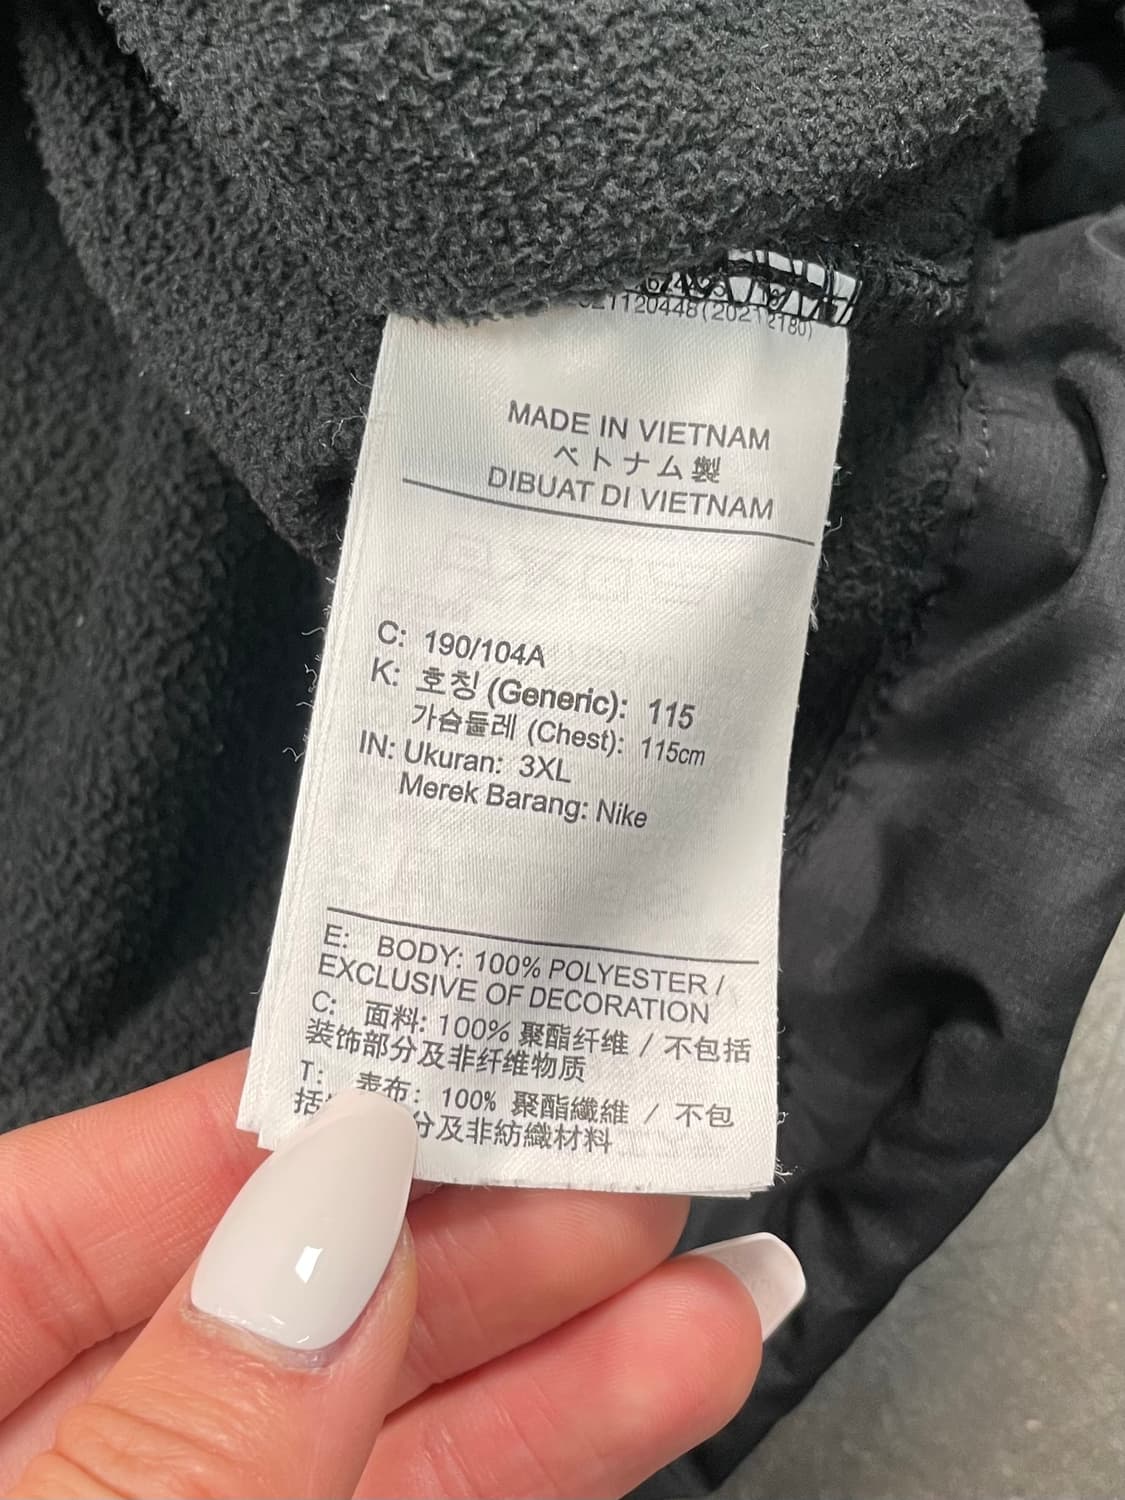 MADE IN VIETNAM
ベトナム製
DIBUAT DI VIETNAM
C: 190/104A
K: 호칭 (Generic): 115
가슴둘레 (Chest): 115cm
IN: Ukuran: 3XL
Merek Barang: Nike
E: BODY: 100% POLYESTER /
EXCLUSIVE OF DECORATION
C: 面料: 100% 聚酯纤维 / 不包括
装饰部分及非纤维物质
T: 表布: 100% 聚酯纖維 / 不包
括 分及非紡織材料